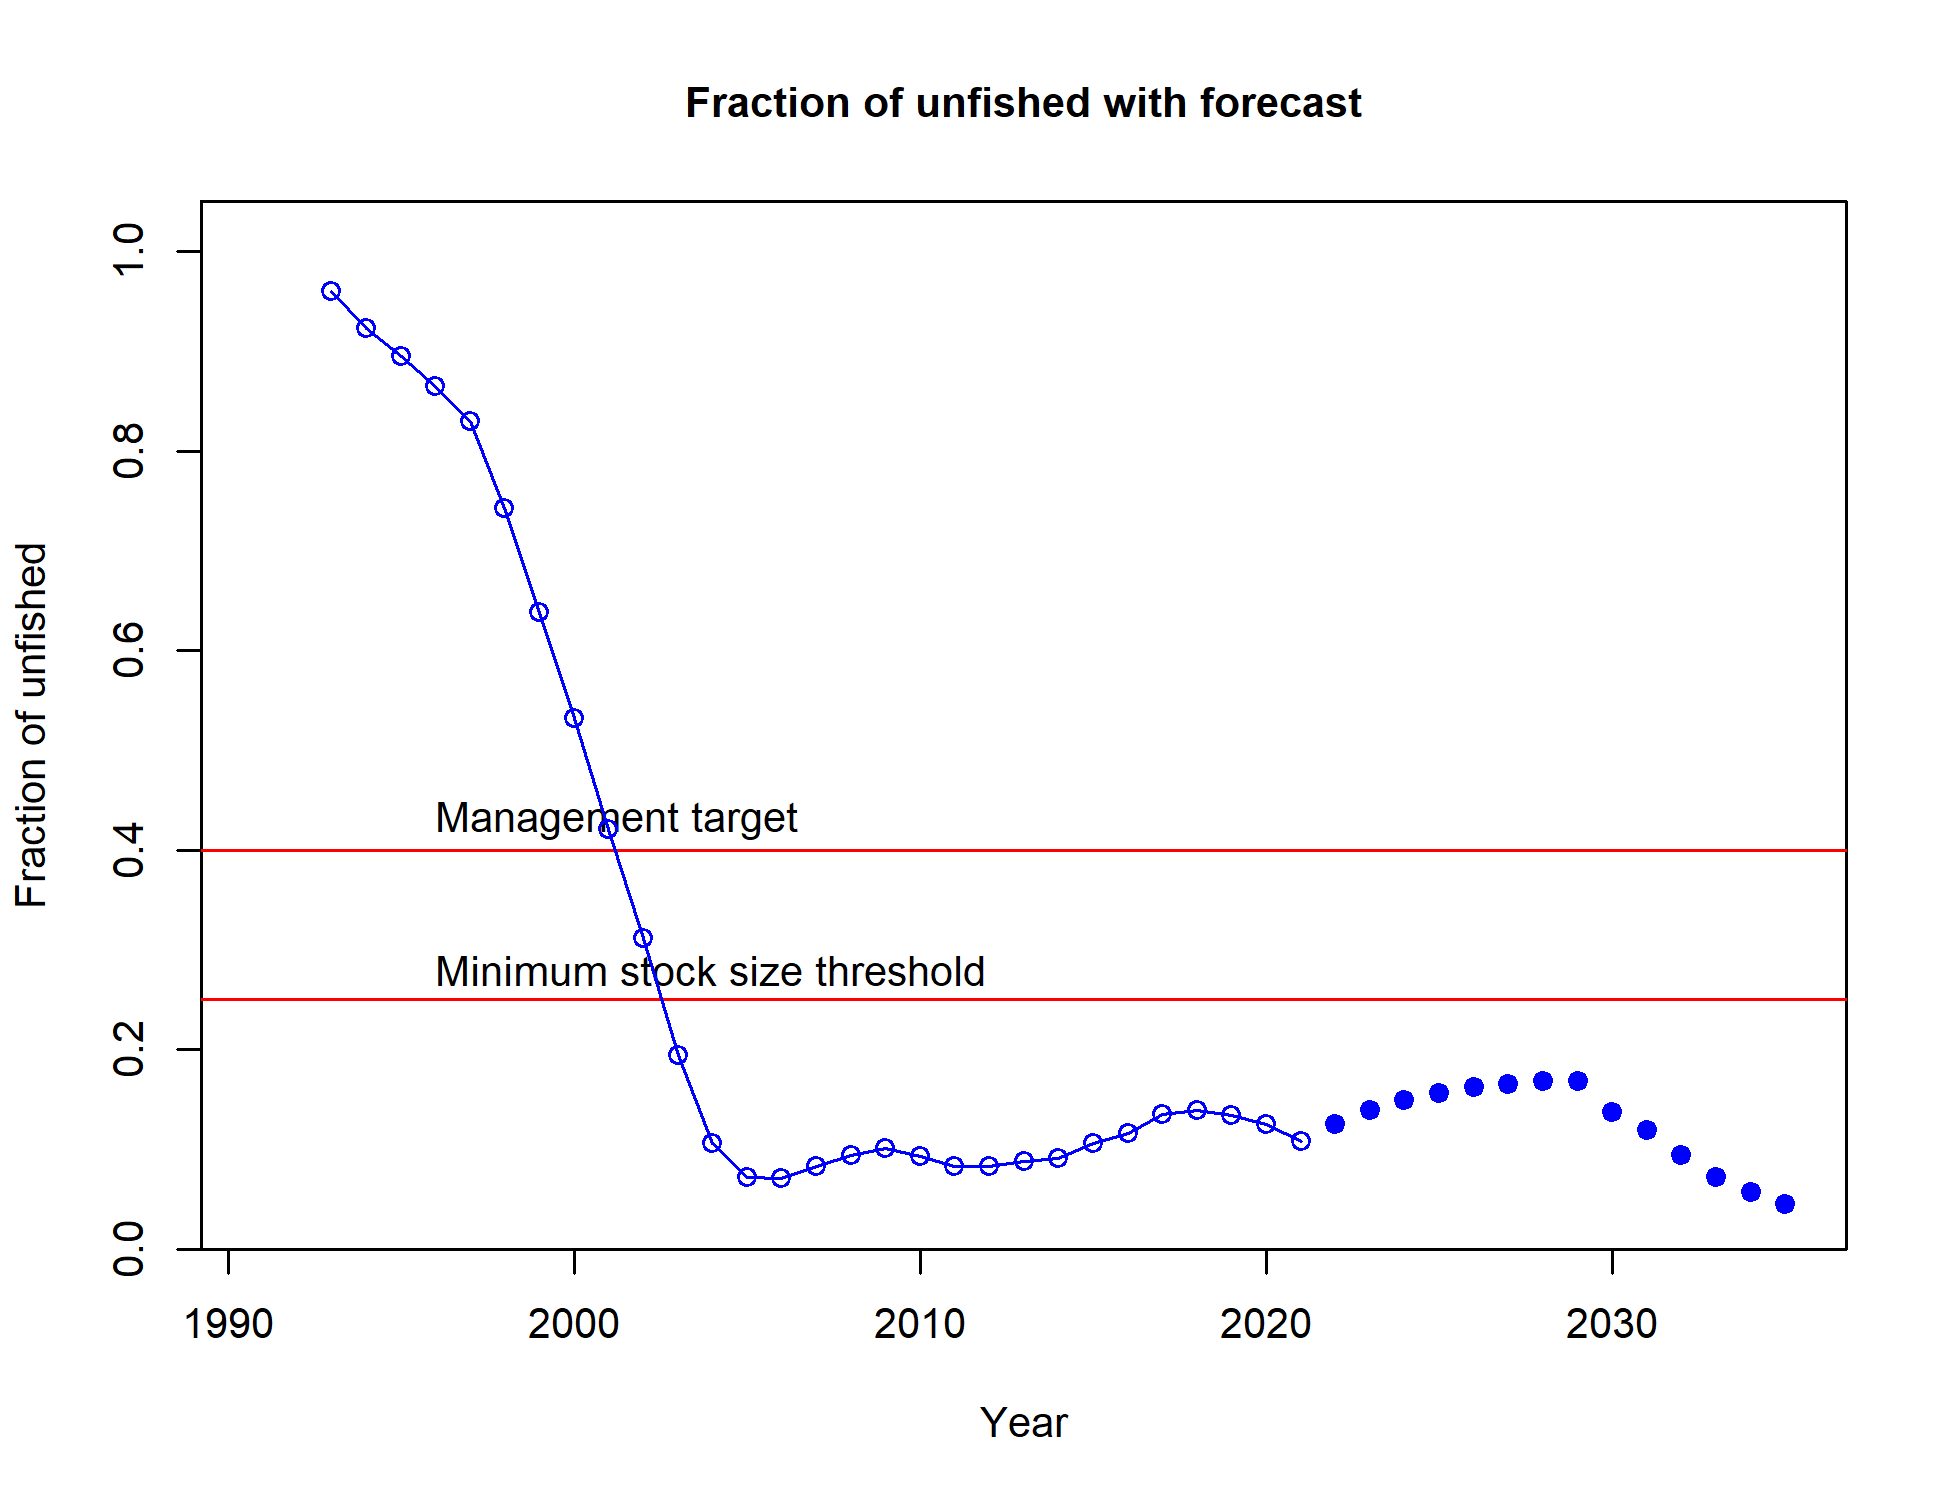 Fraction of unfished with forecast
Fraction of unfished
1.0
0.8
0.6
0.4
0.2
0.0
Management target
Minimum stock size threshold
1990 2000 2010 2020 2030
Year